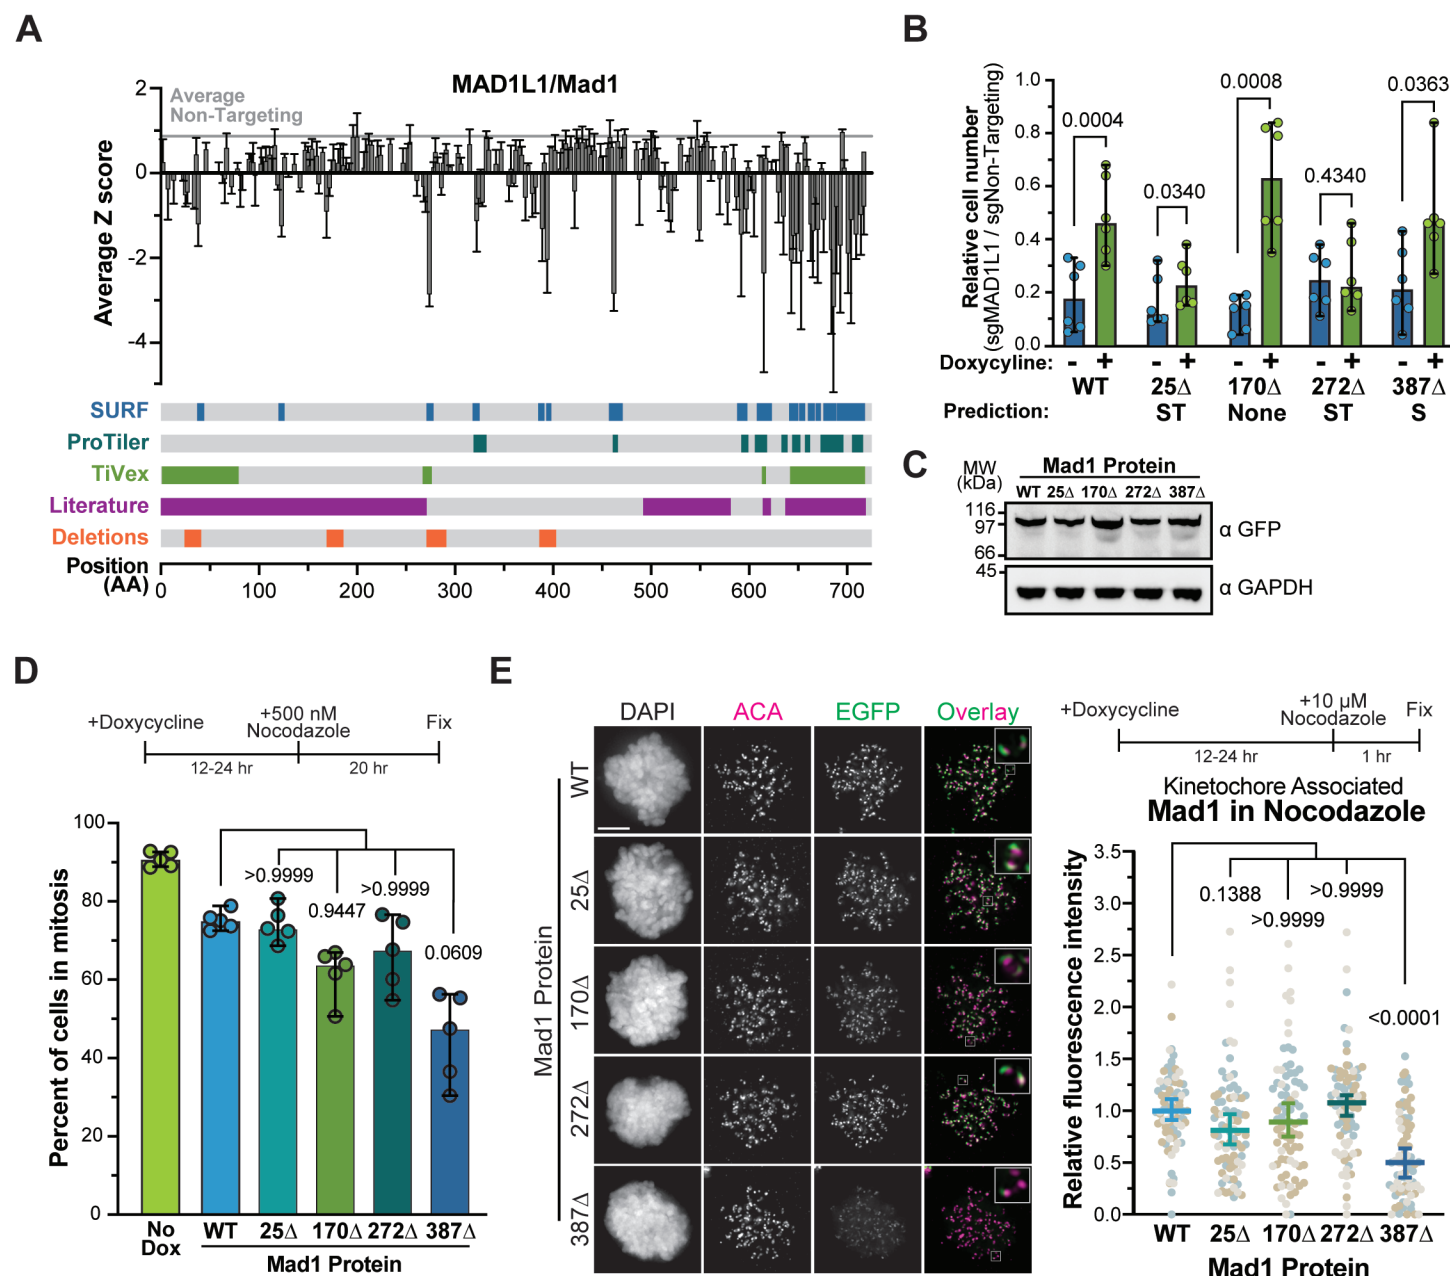 A
MAD1L1/Mad1
Average
Non-Targeting
Average Z score
2
0
-2
-4
SURF
ProTiler
TiVex
Literature
Deletions
Position
(AA)
0 100 200 300 400 500 600 700
B
Relative cell number
(sgMAD1L1 / sgNon-Targeting)
1.0
0.8
0.6
0.4
0.2
0.0
0.0004
0.0340
0.0008
0.4340
0.0363
Doxycyline: - + - + - + - + - +
WT 25Δ 170Δ 272Δ 387Δ
Prediction: ST None ST S
C
MW
(kDa)
Mad1 Protein
WT 25Δ 170Δ 272Δ 387Δ
116
97
66
45
α GFP
α GAPDH
D
+Doxycycline
+500 nM
Nocodazole
Fix
12-24 hr
20 hr
Percent of cells in mitosis
100
80
60
40
20
0
>0.9999
0.9447
>0.9999
0.0609
No
Dox
WT 25Δ 170Δ 272Δ 387Δ
Mad1 Protein
E
DAPI ACA EGFP Overlay
Mad1 Protein
WT
25Δ
170Δ
272Δ
387Δ
+Doxycycline
+10 μM
Nocodazole
Fix
12-24 hr
1 hr
Kinetochore Associated
Mad1 in Nocodazole
Relative fluorescence intensity
3.5
3.0
2.5
2.0
1.5
1.0
0.5
0.0
0.1388
>0.9999
>0.9999
<0.0001
WT 25Δ 170Δ 272Δ 387Δ
Mad1 Protein